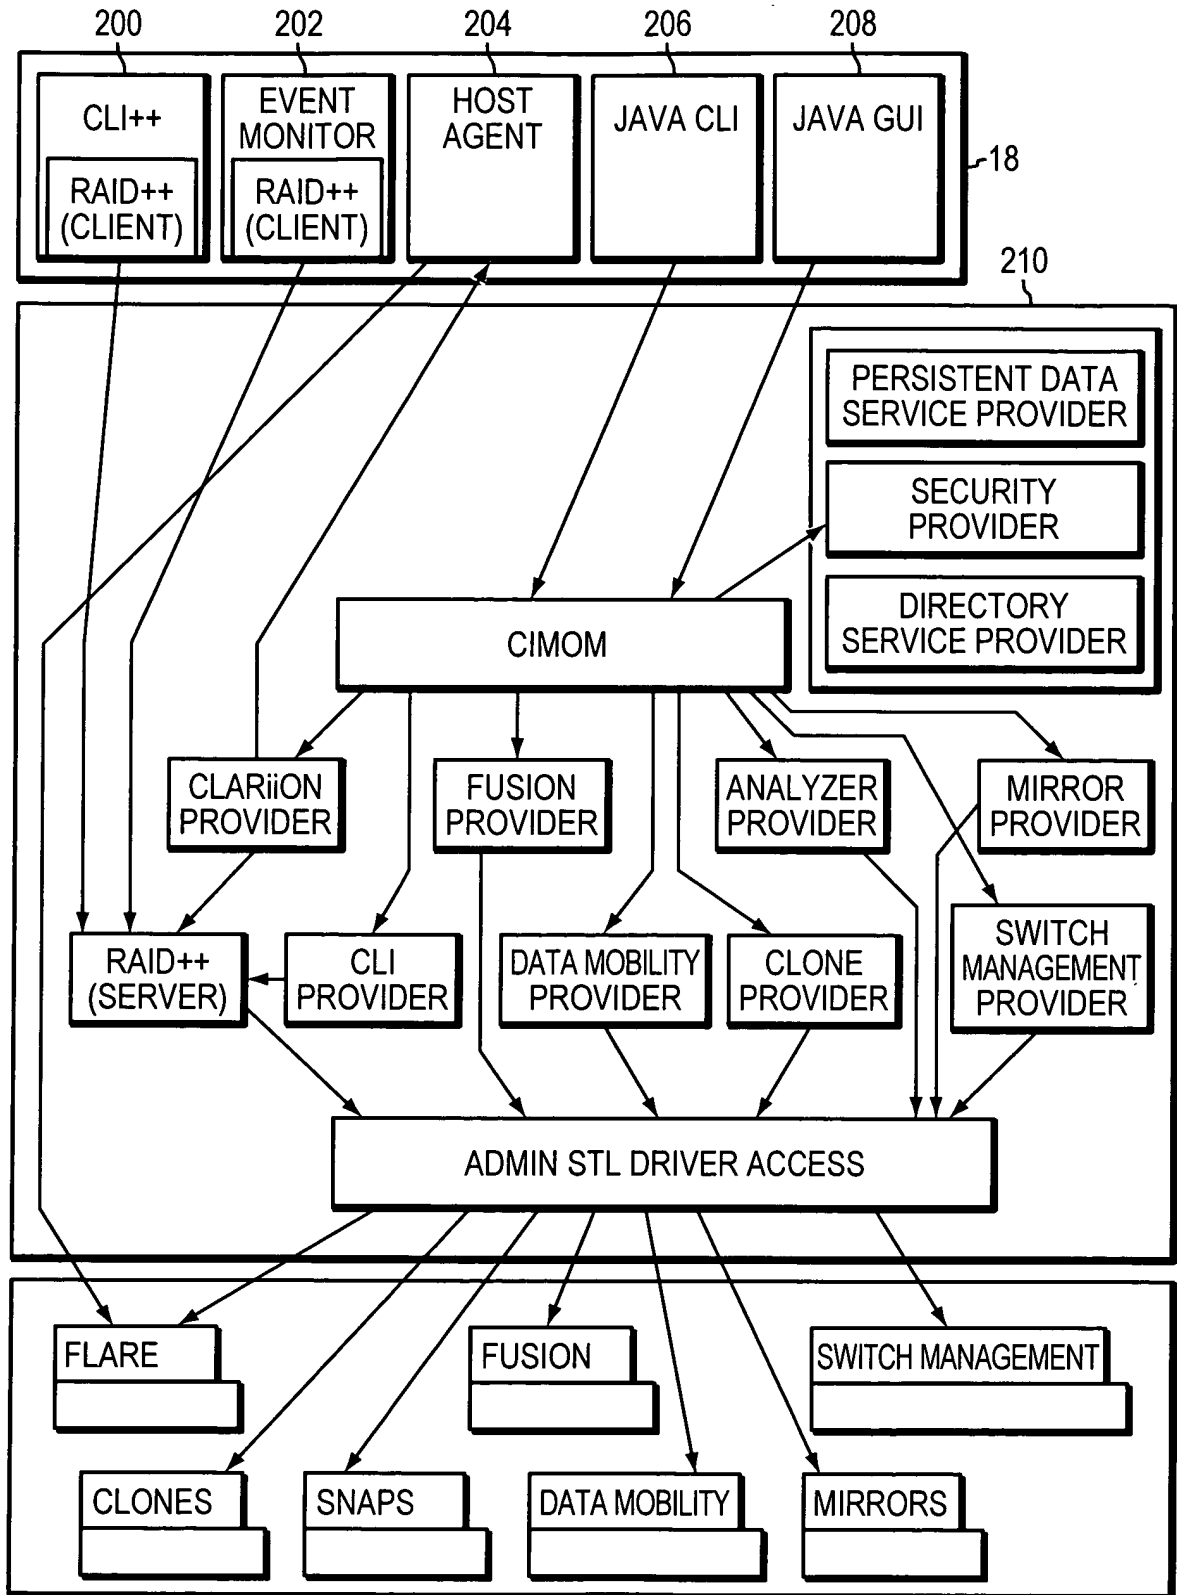 200 202 204 206 208
CLI++
RAID++
(CLIENT)
EVENT
MONITOR
RAID++
(CLIENT)
HOST
AGENT
JAVA CLI
JAVA GUI
18
210
PERSISTENT DATA
SERVICE PROVIDER
SECURITY
PROVIDER
DIRECTORY
SERVICE PROVIDER
CIMOM
CLARiiON
PROVIDER
FUSION
PROVIDER
ANALYZER
PROVIDER
MIRROR
PROVIDER
RAID++
(SERVER)
CLI
PROVIDER
DATA MOBILITY
PROVIDER
CLONE
PROVIDER
SWITCH
MANAGEMENT
PROVIDER
ADMIN STL DRIVER ACCESS
FLARE
FUSION
SWITCH MANAGEMENT
CLONES
SNAPS
DATA MOBILITY
MIRRORS